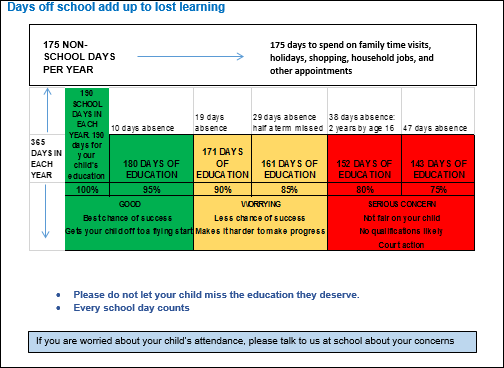 Days off school add up to lost learning
175 NON-
SCHOOL DAYS
PER YEAR
175 days to spend on family time visits,
holidays, shopping, household jobs, and
other appointments
365
DAYS IN
EACH
YEAR
190
SCHOOL
DAYS IN
EACH
YEAR, 190
days for
your
child's
education
10 days absence
19 days
absence
29 days absence
half a term missed
38 days absence:
2 years by age 16
47 days absence
180 DAYS OF
EDUCATION
171 DAYS
OF
EDUCATION
161 DAYS OF
EDUCATION
152 DAYS OF
EDUCATION
143 DAYS OF
EDUCATION
100%
95%
90%
85%
80%
75%
GOOD
Best chance of success
Gets your child off to a flying start
WORRYING
Less chance of success
Makes it harder to make progress
SERIOUS CONCERN
Not fair on your child
No qualifications likely
Court action
• Please do not let your child miss the education they deserve.
• Every school day counts
If you are worried about your child's attendance, please talk to us at school about your concerns